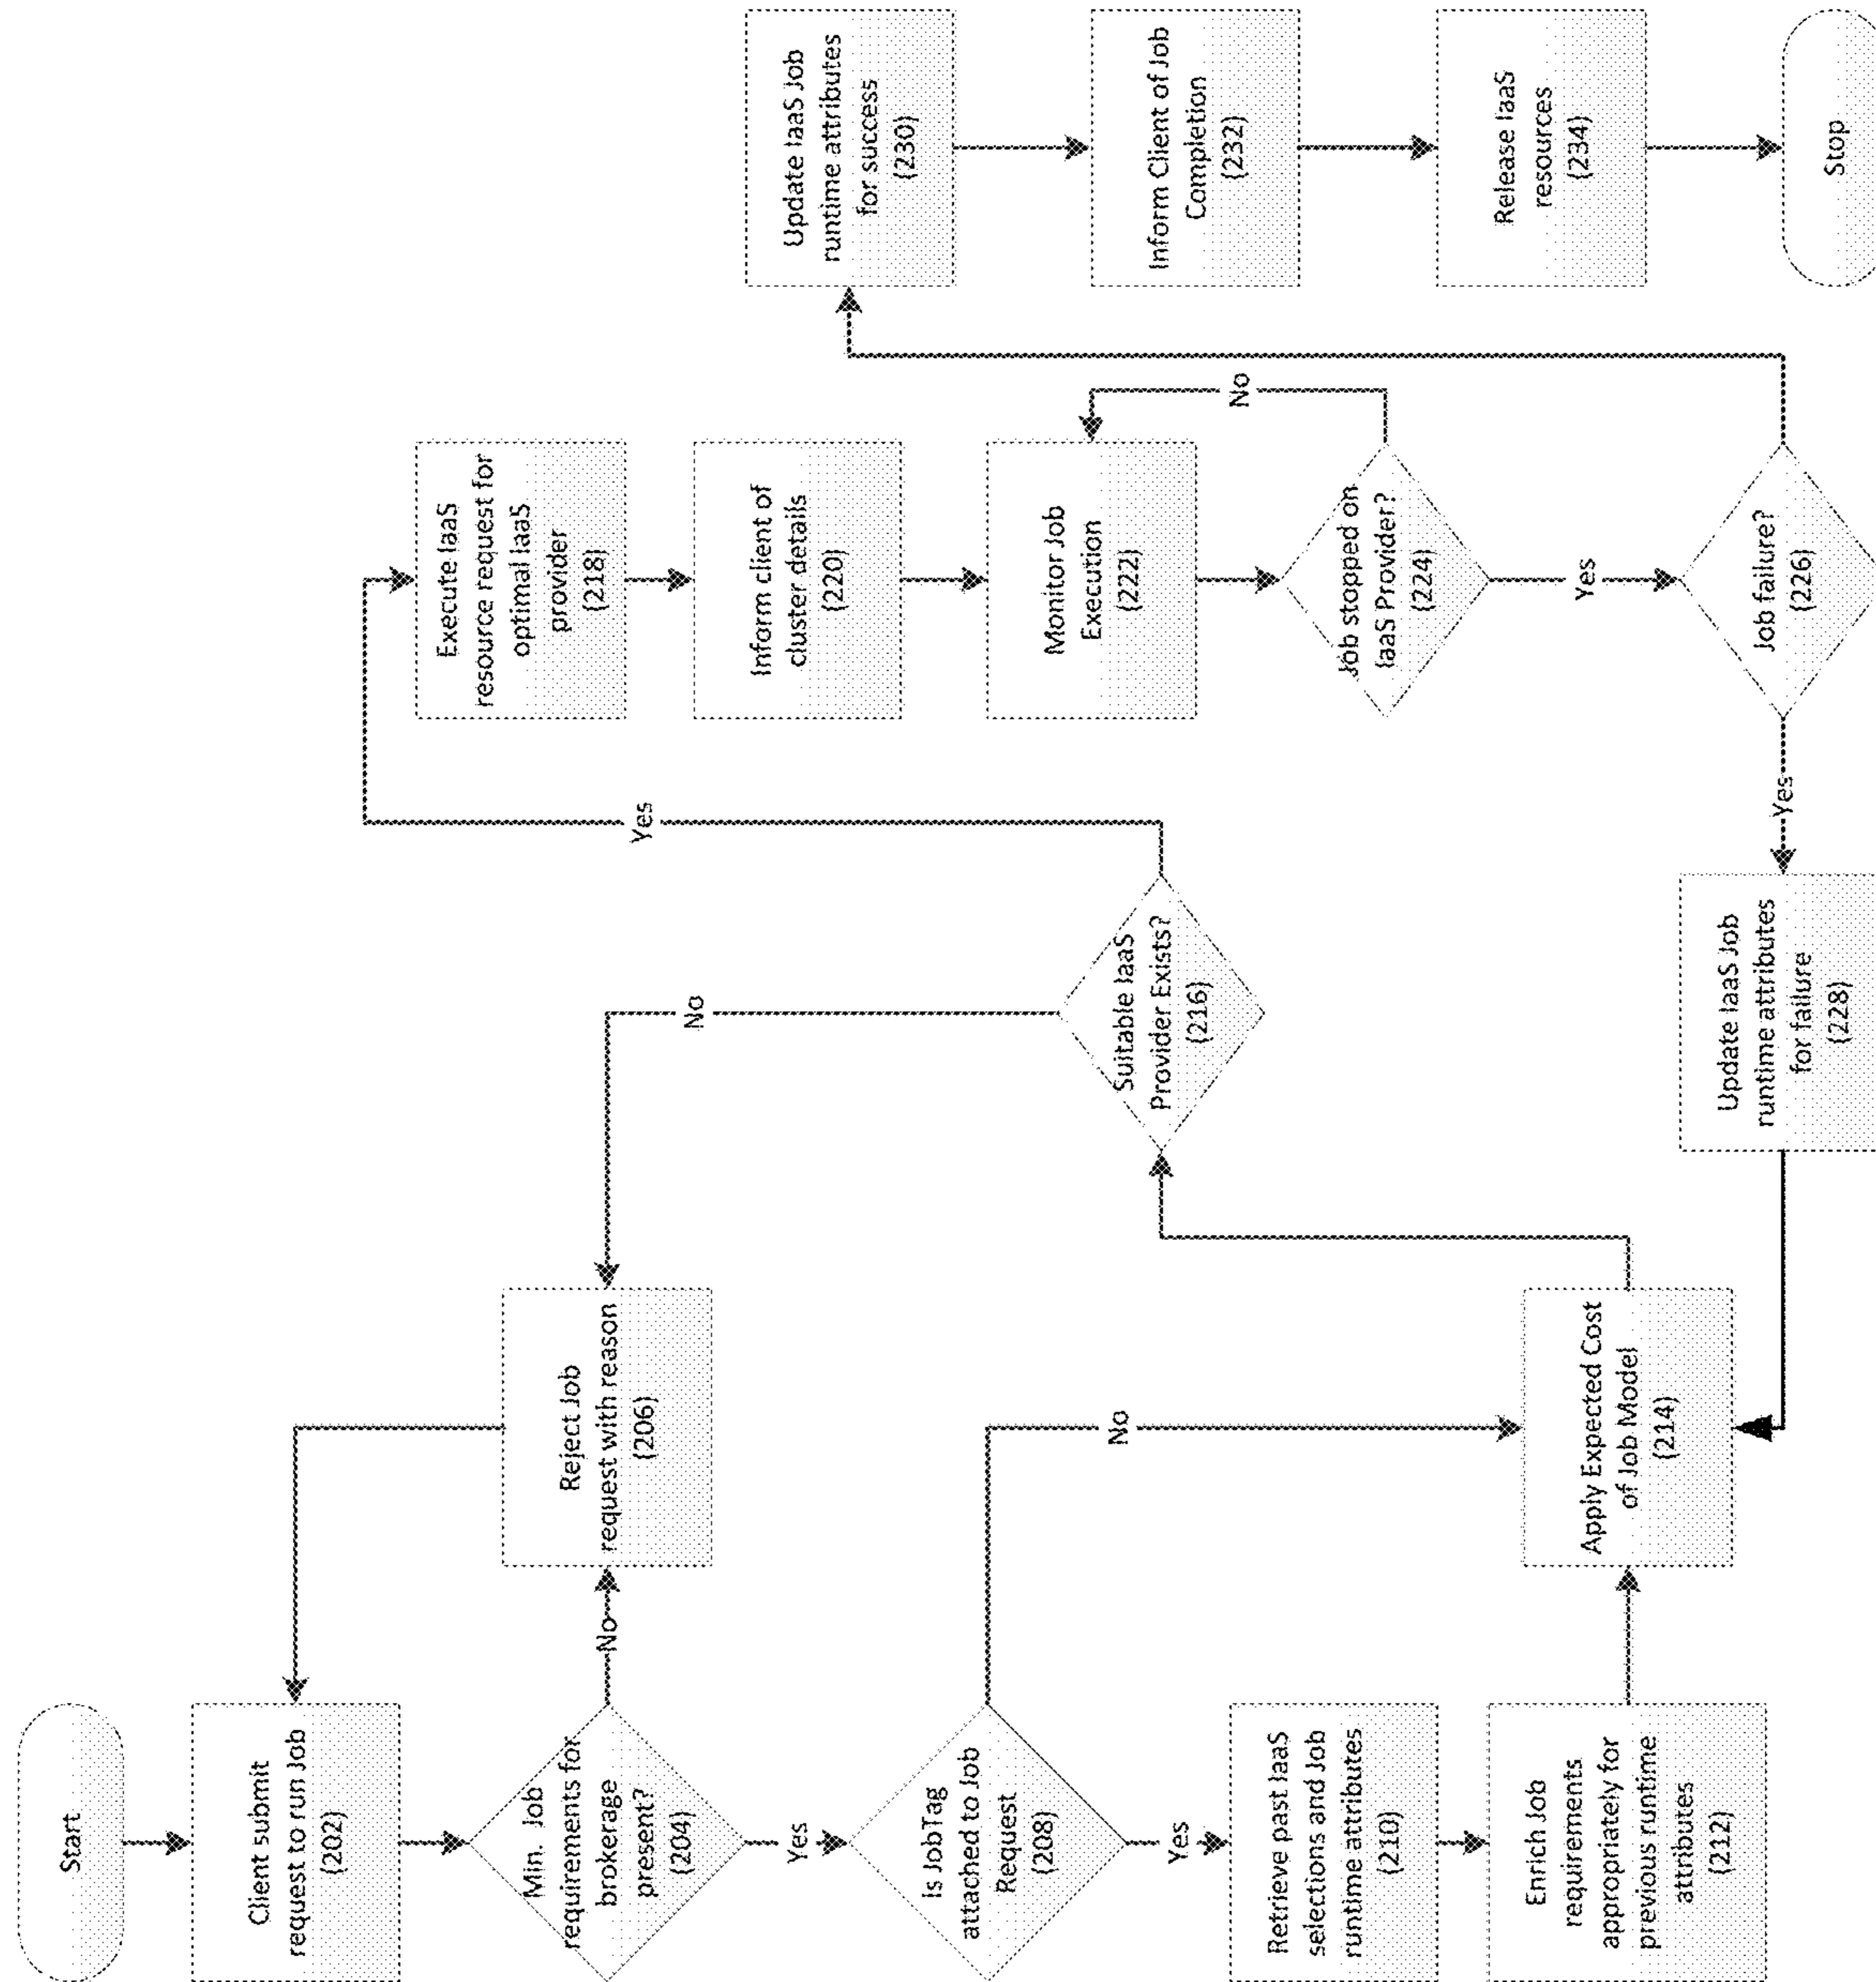 Start
Client submit
request to run Job
(202)
Min. Job
requirements for
brokerage
present?
(204)
No
Yes
Reject Job
request with reason
(206)
Is JobTag
attached to Job
Request
(208)
No
Yes
Retrieve past IaaS
selections and Job
runtime attributes
(210)
Enrich Job
requirements
appropriately for
previous runtime
attributes
(212)
Apply Expected Cost
of Job Model
(214)
Suitable IaaS
Provider Exists?
(216)
No
Yes
Execute IaaS
resource request for
optimal IaaS
provider
(218)
Inform client of
cluster details
(220)
Monitor Job
Execution
(222)
Job stopped on
IaaS Provider?
(224)
No
Yes
Job failure?
(226)
Yes
Update IaaS Job
runtime attributes
for failure
(228)
Update IaaS Job
runtime attributes
for success
(230)
Inform Client of Job
Completion
(232)
Release IaaS
resources
(234)
Stop